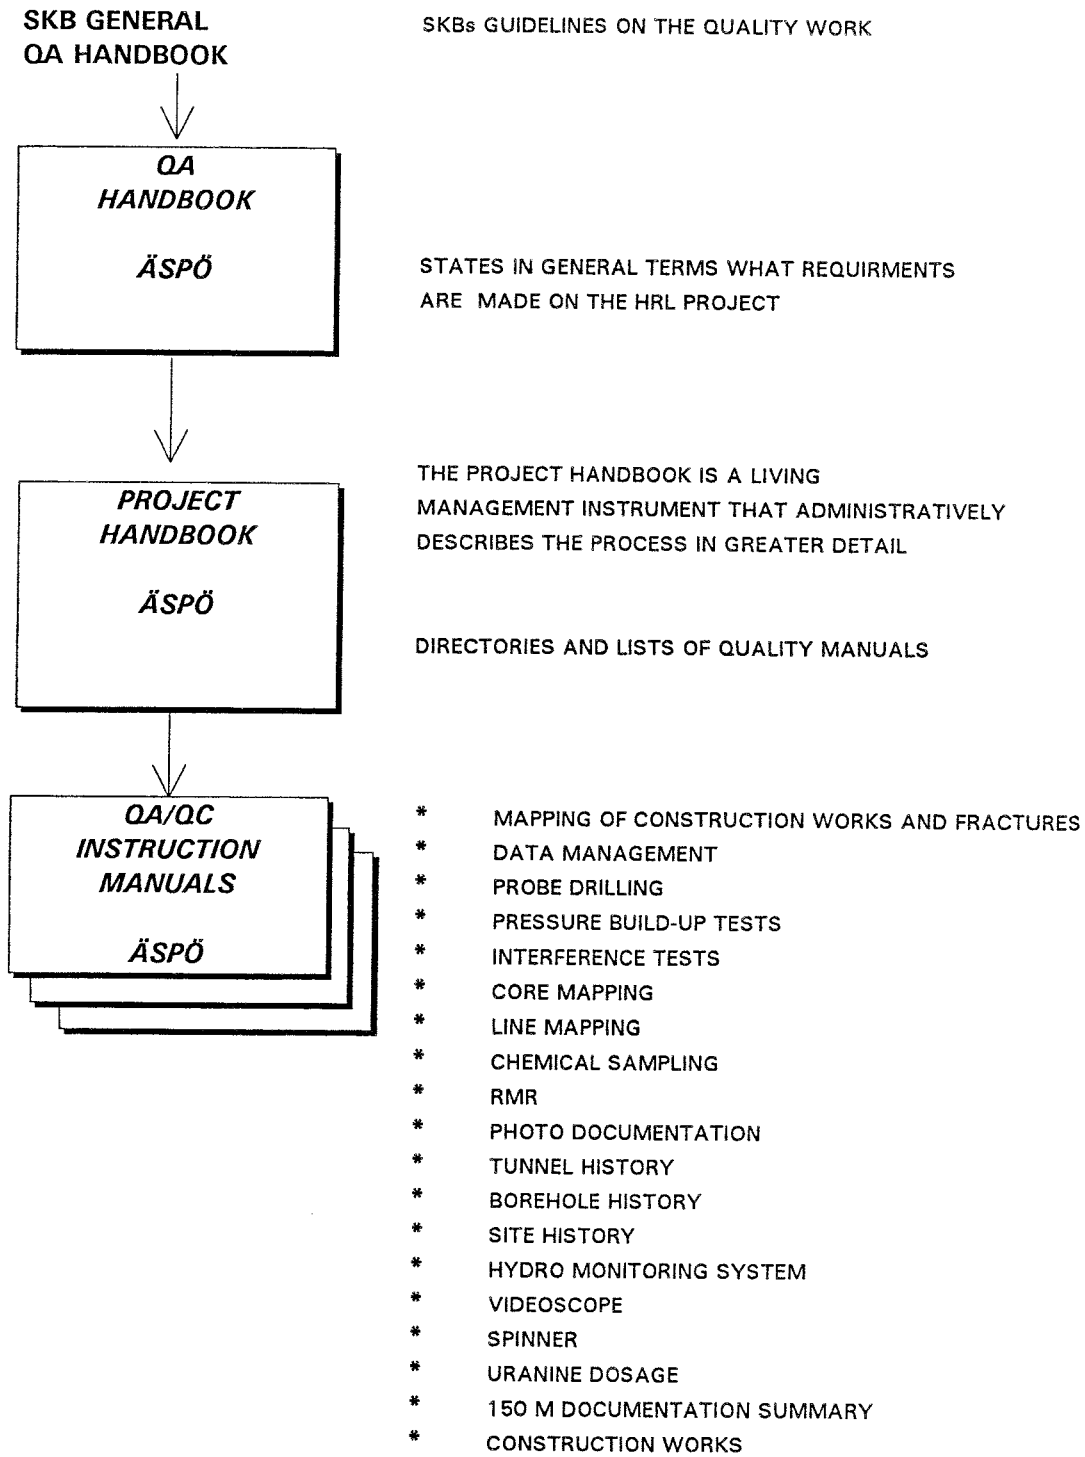 SKB GENERAL
QA HANDBOOK
SKBs GUIDELINES ON THE QUALITY WORK
QA
HANDBOOK
ÄSPÖ
STATES IN GENERAL TERMS WHAT REQUIRMENTS
ARE MADE ON THE HRL PROJECT
PROJECT
HANDBOOK
ÄSPÖ
THE PROJECT HANDBOOK IS A LIVING
MANAGEMENT INSTRUMENT THAT ADMINISTRATIVELY
DESCRIBES THE PROCESS IN GREATER DETAIL
DIRECTORIES AND LISTS OF QUALITY MANUALS
QA/QC
INSTRUCTION
MANUALS
ÄSPÖ
* MAPPING OF CONSTRUCTION WORKS AND FRACTURES
* DATA MANAGEMENT
* PROBE DRILLING
* PRESSURE BUILD-UP TESTS
* INTERFERENCE TESTS
* CORE MAPPING
* LINE MAPPING
* CHEMICAL SAMPLING
* RMR
* PHOTO DOCUMENTATION
* TUNNEL HISTORY
* BOREHOLE HISTORY
* SITE HISTORY
* HYDRO MONITORING SYSTEM
* VIDEOSCOPE
* SPINNER
* URANINE DOSAGE
* 150 M DOCUMENTATION SUMMARY
* CONSTRUCTION WORKS